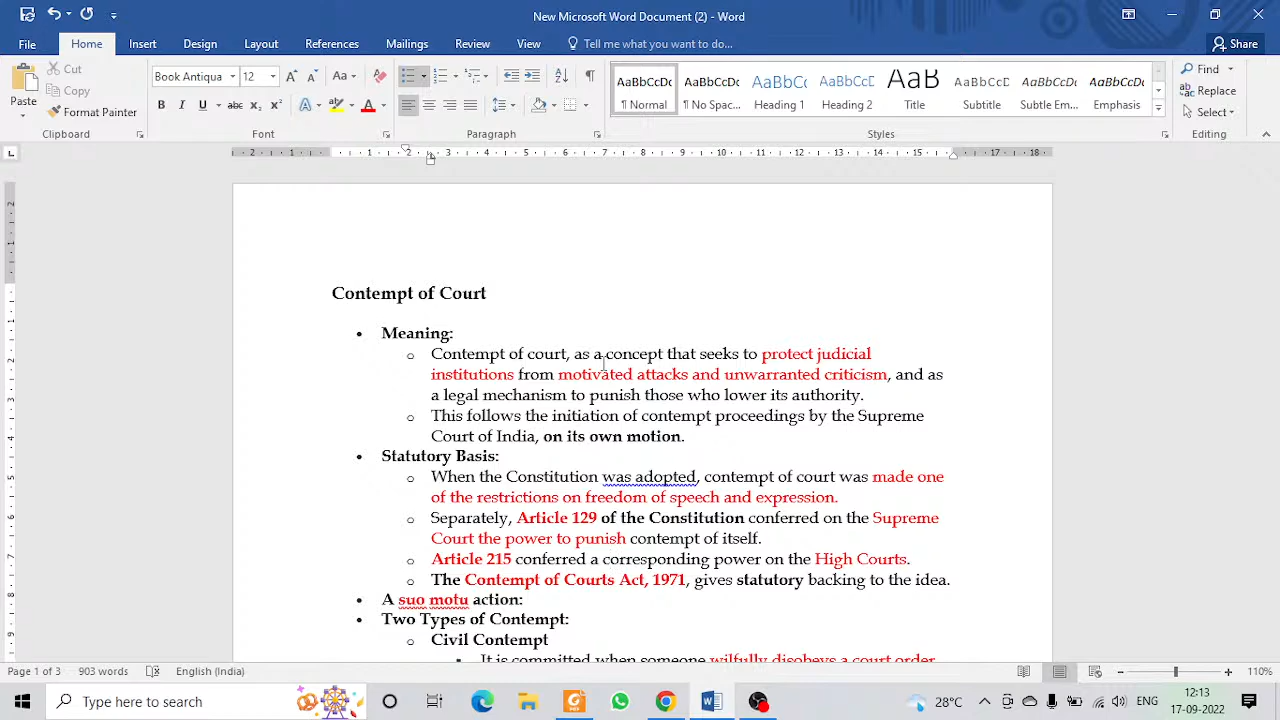 New Microsoft Word Document (2) - Word
File Home Insert Design Layout References Mailings Review View Tell me what you want to do... Share
Paste Cut Copy Format Painter
Book Antiqua 12
AaBbCcDc AaBbCcDc AaBbCc AaBbCcD AaB AaBbCcD AaBbCcDc AaBbCcDc
¶ Normal ¶ No Spac... Heading 1 Heading 2 Title Subtitle Subtle Em... Emphasis
Find Replace Select
Clipboard Font Paragraph Styles Editing
Contempt of Court
• Meaning:
o Contempt of court, as a concept that seeks to protect judicial
institutions from motivated attacks and unwarranted criticism, and as
a legal mechanism to punish those who lower its authority.
o This follows the initiation of contempt proceedings by the Supreme
Court of India, on its own motion.
• Statutory Basis:
o When the Constitution was adopted, contempt of court was made one
of the restrictions on freedom of speech and expression.
o Separately, Article 129 of the Constitution conferred on the Supreme
Court the power to punish contempt of itself.
o Article 215 conferred a corresponding power on the High Courts.
o The Contempt of Courts Act, 1971, gives statutory backing to the idea.
• A suo motu action:
• Two Types of Contempt:
o Civil Contempt
▪ It is committed when someone wilfully disobeys a court order
Page 1 of 3 903 words English (India) 110%
Type here to search 28°C ENG 12:13
17-09-2022